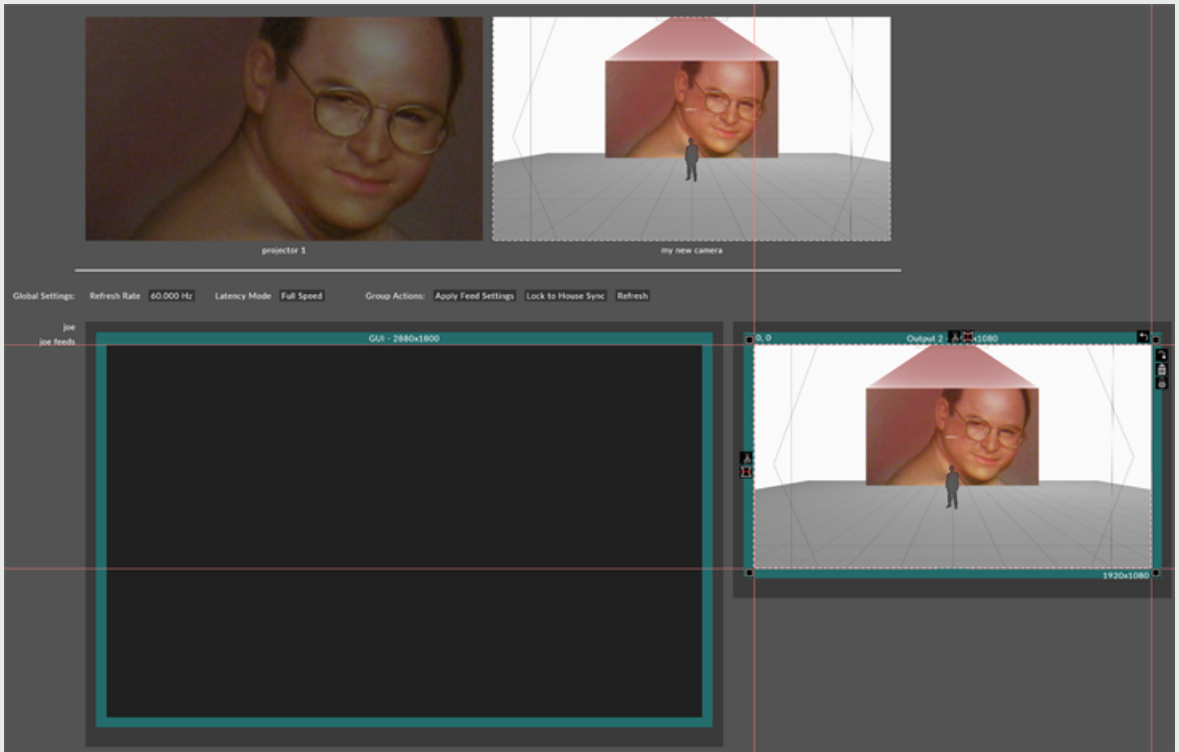 projector 1
my new camera
Global Settings: Refresh Rate 60.000 Hz Latency Mode Full Speed Group Actions: Apply Feed Settings Lock to House Sync Refresh
joe
joe feeds
GUI - 2880x1800
0, 0
Output 2
x1080
1920x1080